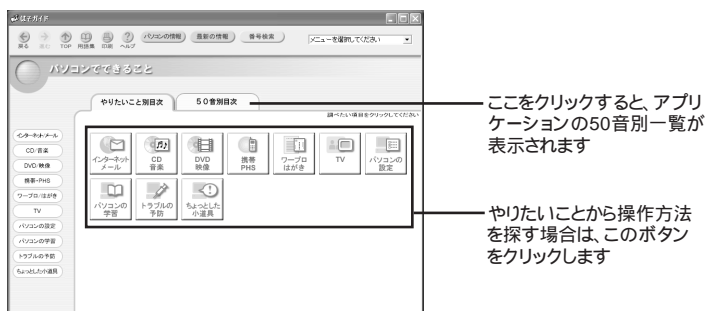 ぱそガイド
戻る 進む TOP 用語集 印刷 ヘルプ パソコンの情報 最新の情報 番号検索 メニューを選択してください
パソコンでできること
やりたいこと別目次 50音別目次
調べたい項目をクリックしてください
インターネット/メール
CD/音楽
DVD/映像
携帯・PHS
ワープロ/はがき
TV
パソコンの設定
パソコンの学習
トラブルの予防
ちょっとした小道具
インターネット
メール
CD
音楽
DVD
映像
携帯
PHS
ワープロ
はがき
TV
パソコンの
設定
パソコンの
学習
トラブルの
予防
ちょっとした
小道具
ここをクリックすると、アプリ
ケーションの50音別一覧が
表示されます
やりたいことから操作方法
を探す場合は、このボタン
をクリックします